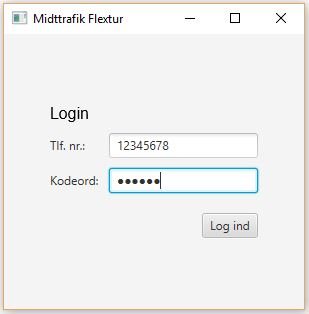 Midttrafik Flextur
Login
Tlf. nr.: 12345678
Kodeord: ●●●●●●
Log ind